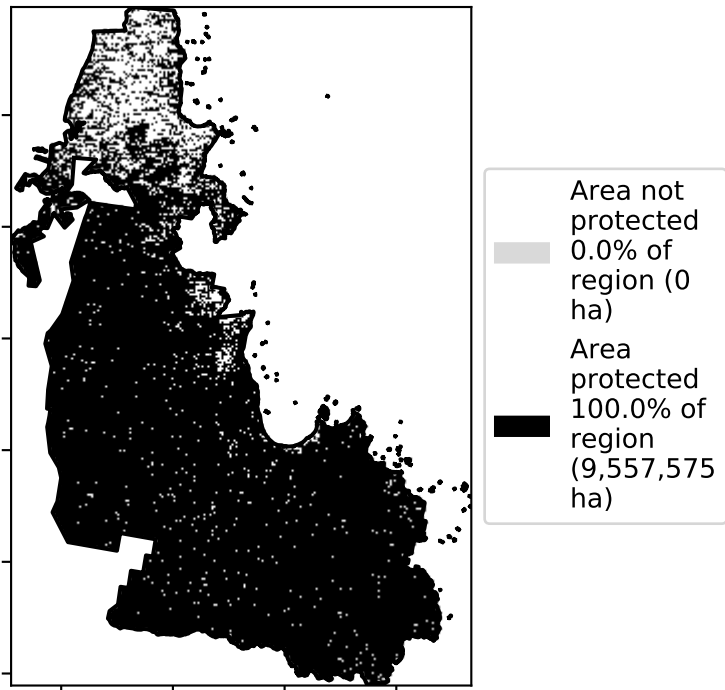 Area not
protected
0.0% of
region (0
ha)
Area
protected
100.0% of
region
(9,557,575
ha)